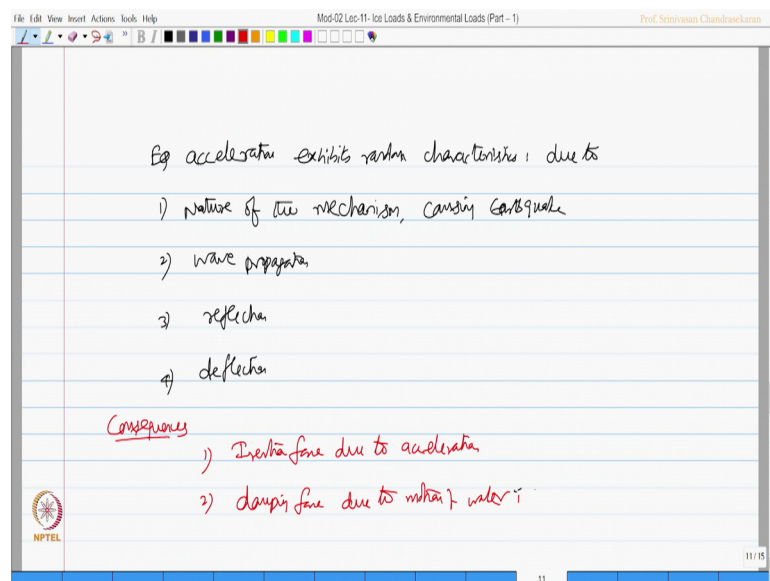 File Edit View Insert Actions Tools Help
Mod-02 Lec-11- Ice Loads & Environmental Loads (Part – 1)
Prof. Srinivasan Chandrasekaran
B I
Eq acceleration exhibits random characteristics, due to
1) Nature of the mechanism, causing Earthquake
2) wave propagation
3) reflection
4) deflection
Consequences
1) Inertia force due to acceleration
2) damping force due to motion of water
NPTEL
11/15
11